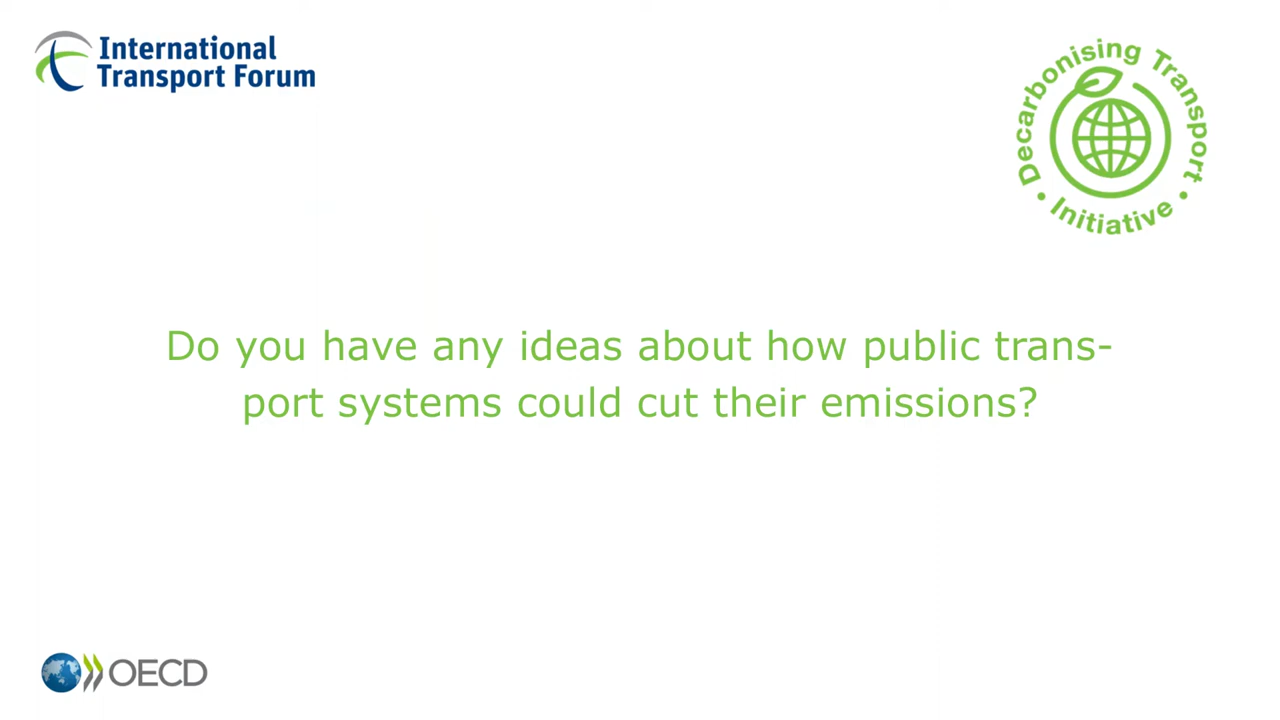 International
Transport Forum
Decarbonising Transport
• Initiative •
Do you have any ideas about how public trans-
port systems could cut their emissions?
OECD